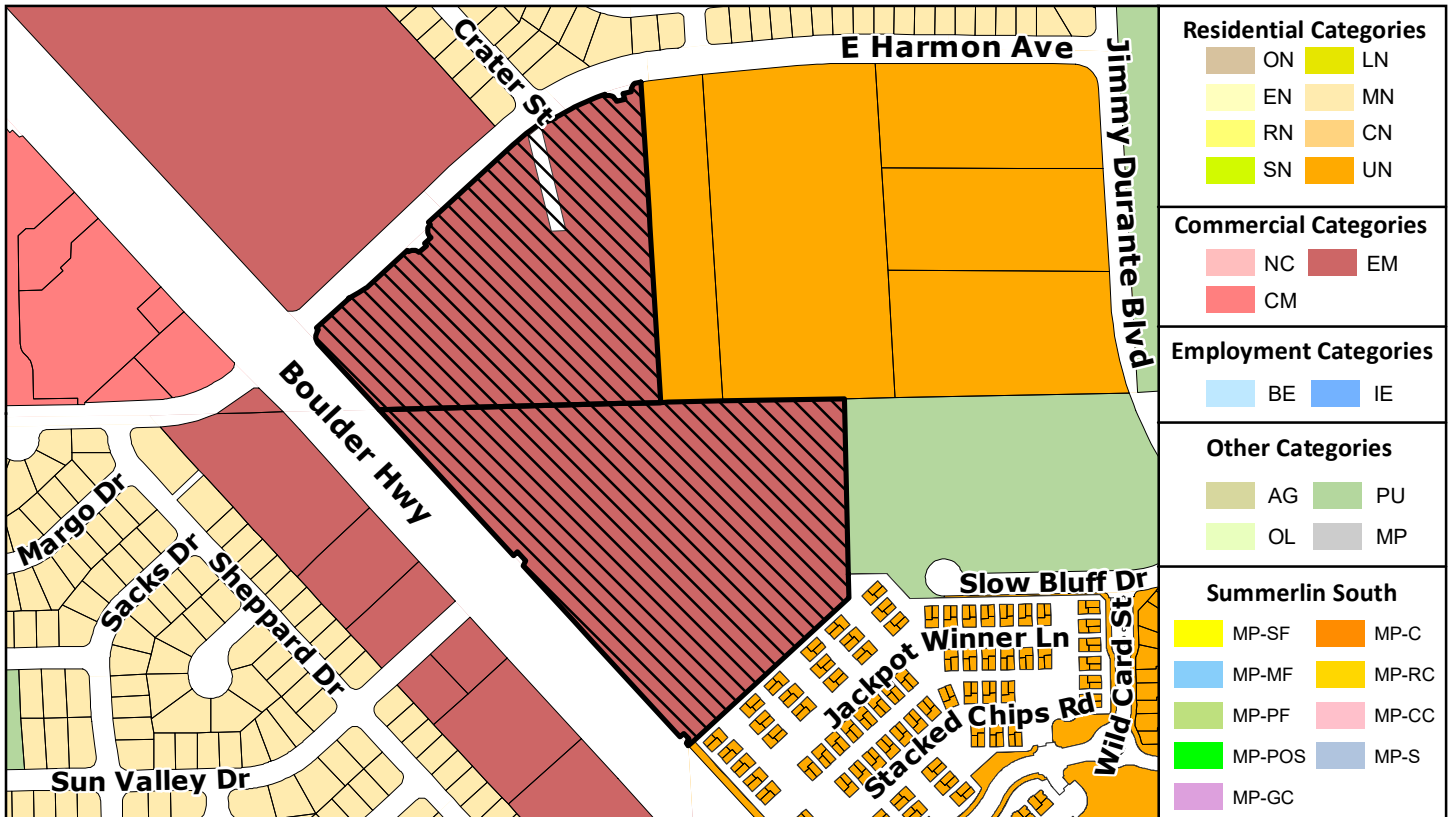 Crater St
E Harmon Ave
Jimmy Durante Blvd
Boulder Hwy
Margo Dr
Sacks Dr
Sheppard Dr
Sun Valley Dr
Slow Bluff Dr
Winner Ln
Jackpot
Stacked Chips Rd
Wild Card St
Residential Categories
ON LN
EN MN
RN CN
SN UN
Commercial Categories
NC EM
CM
Employment Categories
BE IE
Other Categories
AG PU
OL MP
Summerlin South
MP-SF MP-C
MP-MF MP-RC
MP-PF MP-CC
MP-POS MP-S
MP-GC